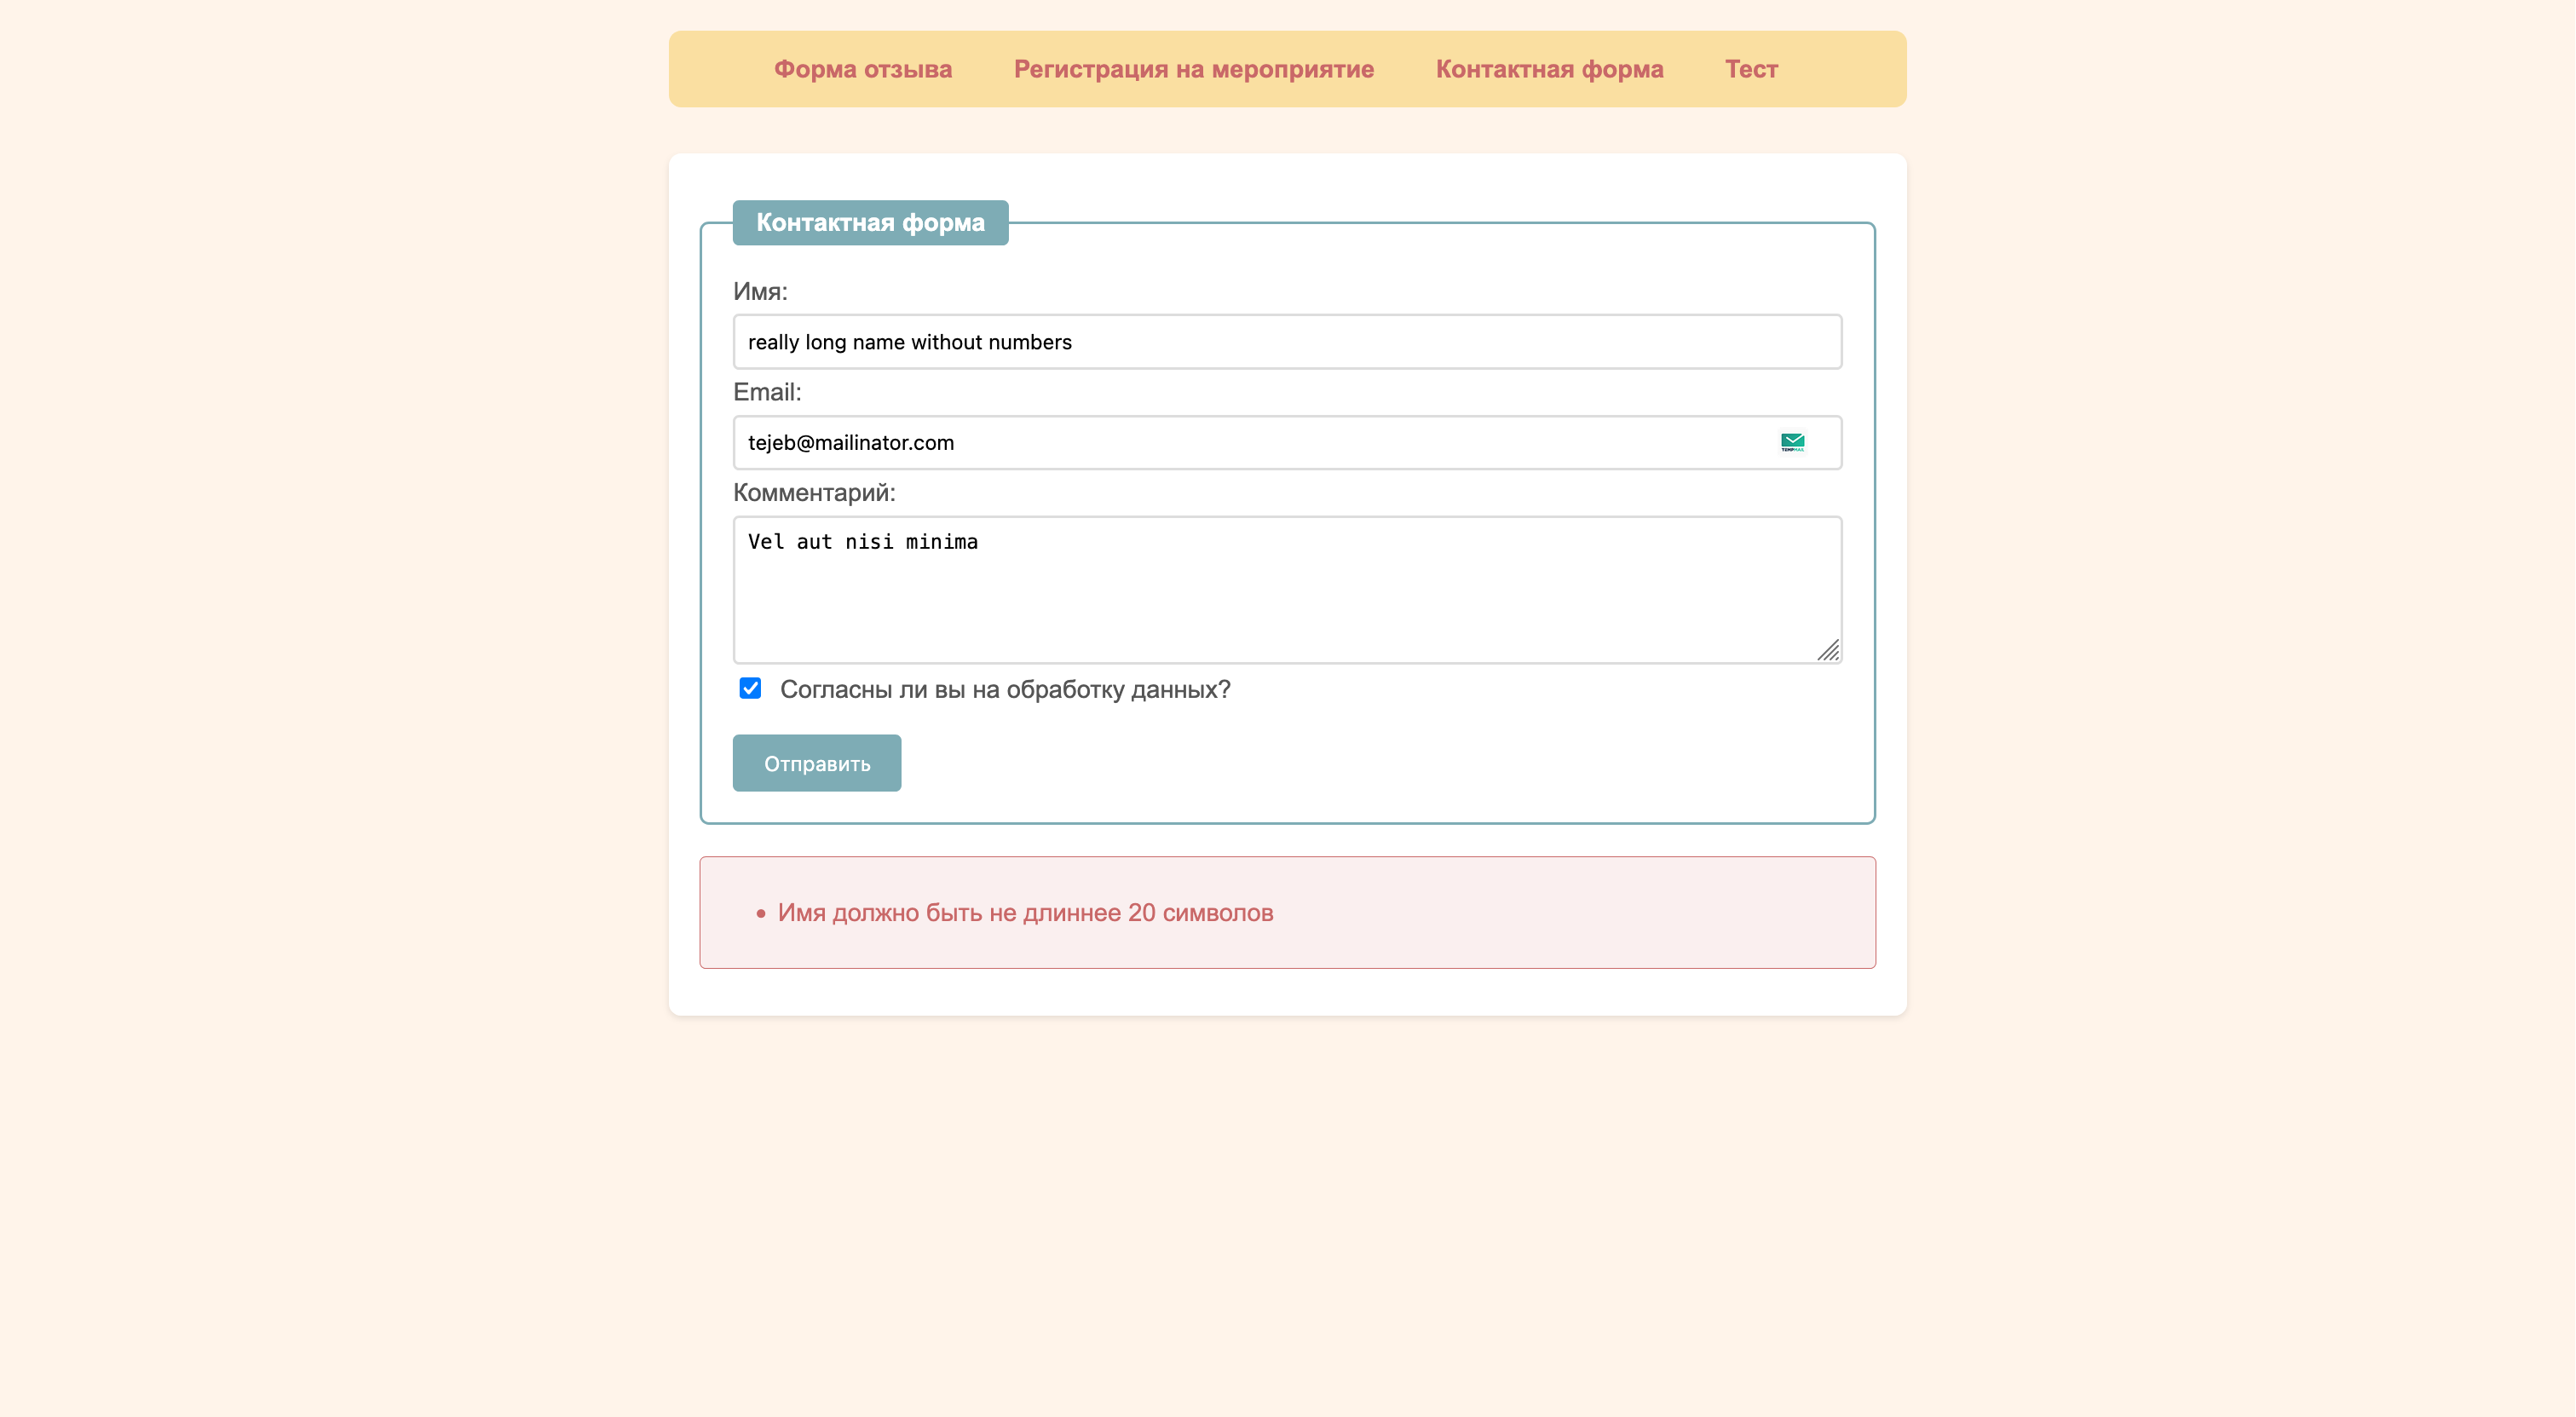 Форма отзыва Регистрация на мероприятие Контактная форма Тест
Контактная форма
Имя:
really long name without numbers
Email:
tejeb@mailinator.com
TEMPMAIL
Комментарий:
Vel aut nisi minima
Согласны ли вы на обработку данных?
Отправить
Имя должно быть не длиннее 20 символов